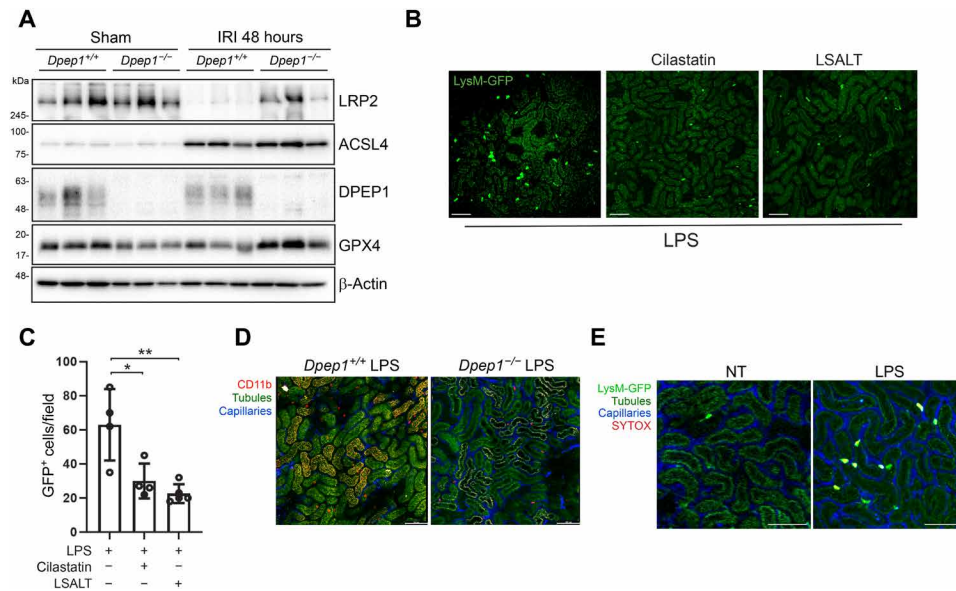 A
Sham
IRI 48 hours
Dpep1+/+ Dpep1−/− Dpep1+/+ Dpep1−/−
kDa
LRP2
245-
100-
ACSL4
75-
63-
DPEP1
48-
20-
GPX4
17-
48-
β-Actin
B
Cilastatin
LSALT
LysM-GFP
LPS
C
**
*
GFP+ cells/field
100
80
60
40
20
0
LPS + + +
Cilastatin − + −
LSALT − − +
D
Dpep1+/+ LPS
Dpep1−/− LPS
CD11b
Tubules
Capillaries
E
NT
LPS
LysM-GFP
Tubules
Capillaries
SYTOX